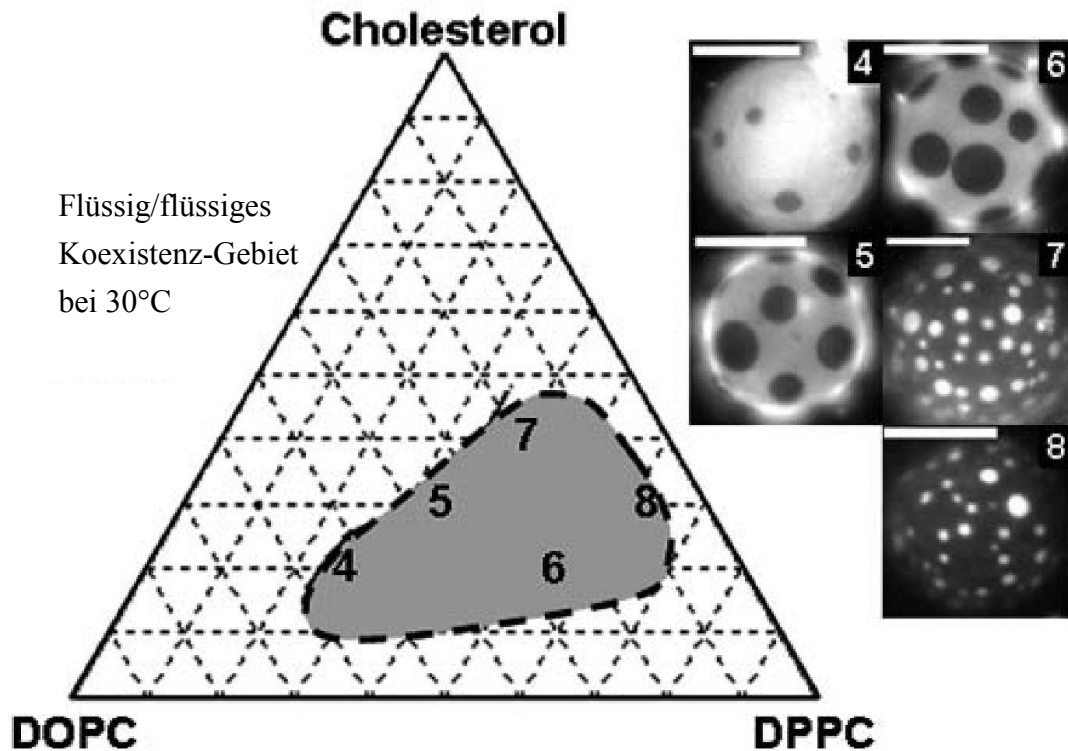 Cholesterol
Flüssig/flüssiges
Koexistenz-Gebiet
bei 30°C
4
6
5
7
8
7
5
8
4
6
DOPC
DPPC